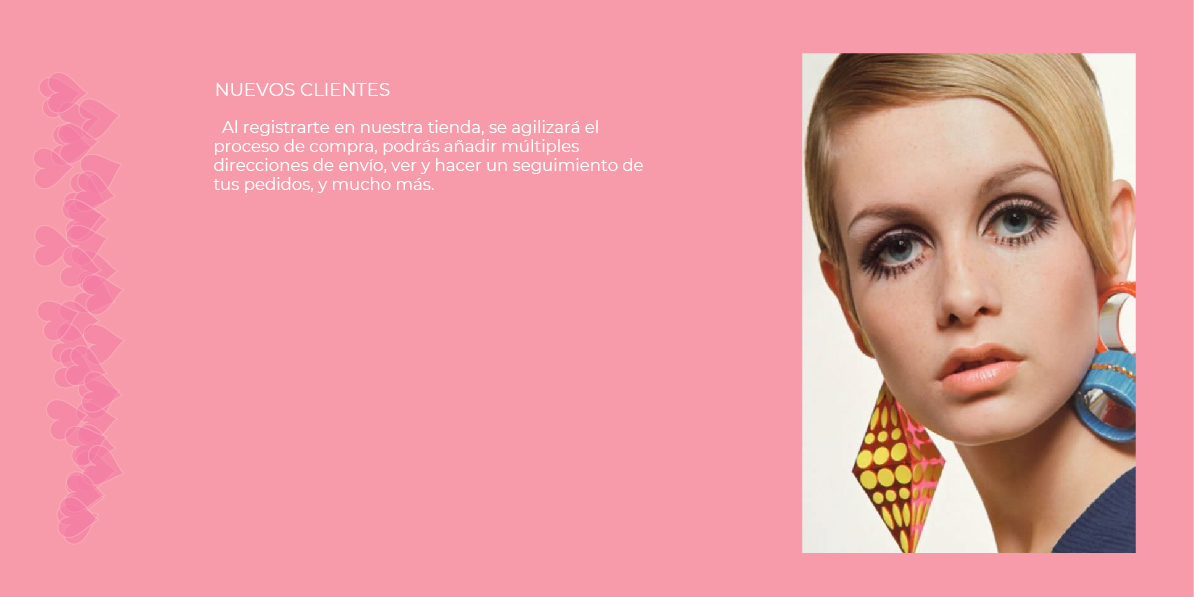 NUEVOS CLIENTES
Al registrarte en nuestra tienda, se agilizará el
proceso de compra, podrás añadir múltiples
direcciones de envío, ver y hacer un seguimiento de
tus pedidos, y mucho más.